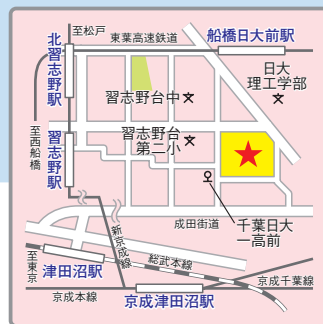 至松戸
東葉高速鉄道
船橋日大前駅
北習志野駅
日大
理工学部
習志野台中
至西船橋
習志野駅
習志野台
第二小
千葉日大
一高前
成田街道
新京成線
至東京
総武本線
津田沼駅
京成千葉線
京成本線
京成津田沼駅